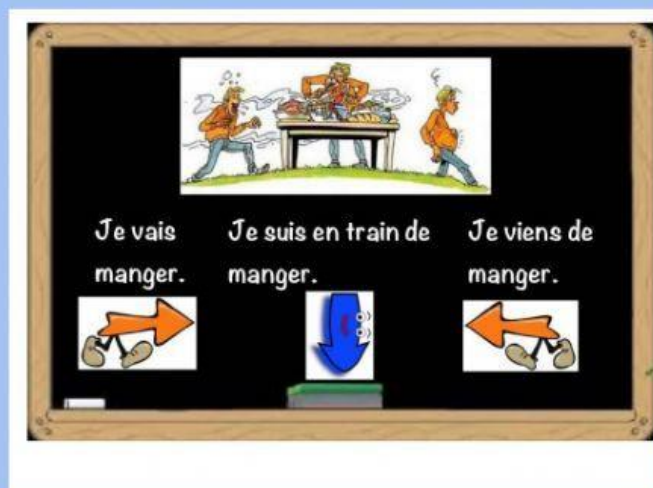 Je vais
manger.
Je suis en train de
manger.
Je viens de
manger.